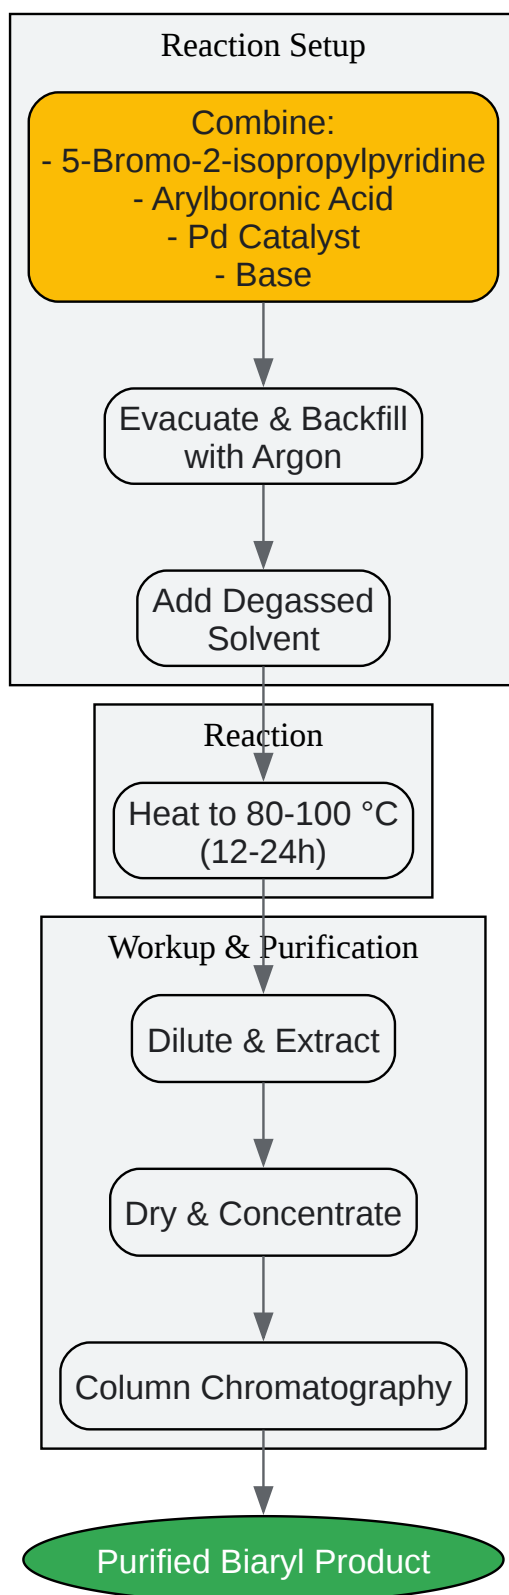 Reaction Setup
Combine:
- 5-Bromo-2-isopropylpyridine
- Arylboronic Acid
- Pd Catalyst
- Base
Evacuate & Backfill
with Argon
Add Degassed
Solvent
Reaction
Heat to 80-100 °C
(12-24h)
Workup & Purification
Dilute & Extract
Dry & Concentrate
Column Chromatography
Purified Biaryl Product